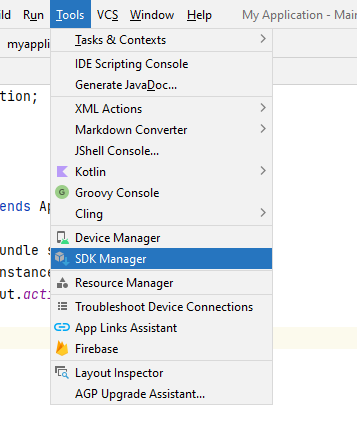 ld Run Tools VCS Window Help My Application - Main
myappli
Tasks & Contexts
IDE Scripting Console
tion;
Generate JavaDoc...
XML Actions
Markdown Converter
JShell Console...
Kotlin
G Groovy Console
ends Ap
Cling
Device Manager
undle s
SDK Manager
nstance
Resource Manager
ut.acti
Troubleshoot Device Connections
App Links Assistant
Firebase
Layout Inspector
AGP Upgrade Assistant...